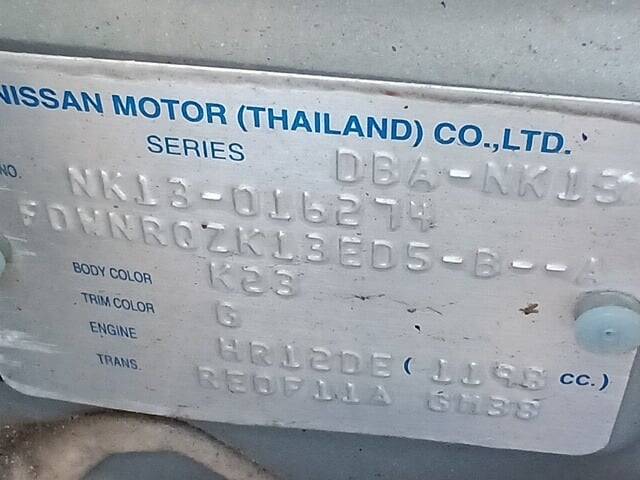 NISSAN MOTOR (THAILAND) CO.,LTD.
SERIES DBA-NK13
NO. NK13-016274
FDWNRQZK13ED5-B--A
BODY COLOR K23
TRIM COLOR G
ENGINE HR12DE (1198 CC.)
TRANS. RE0F11A GM38